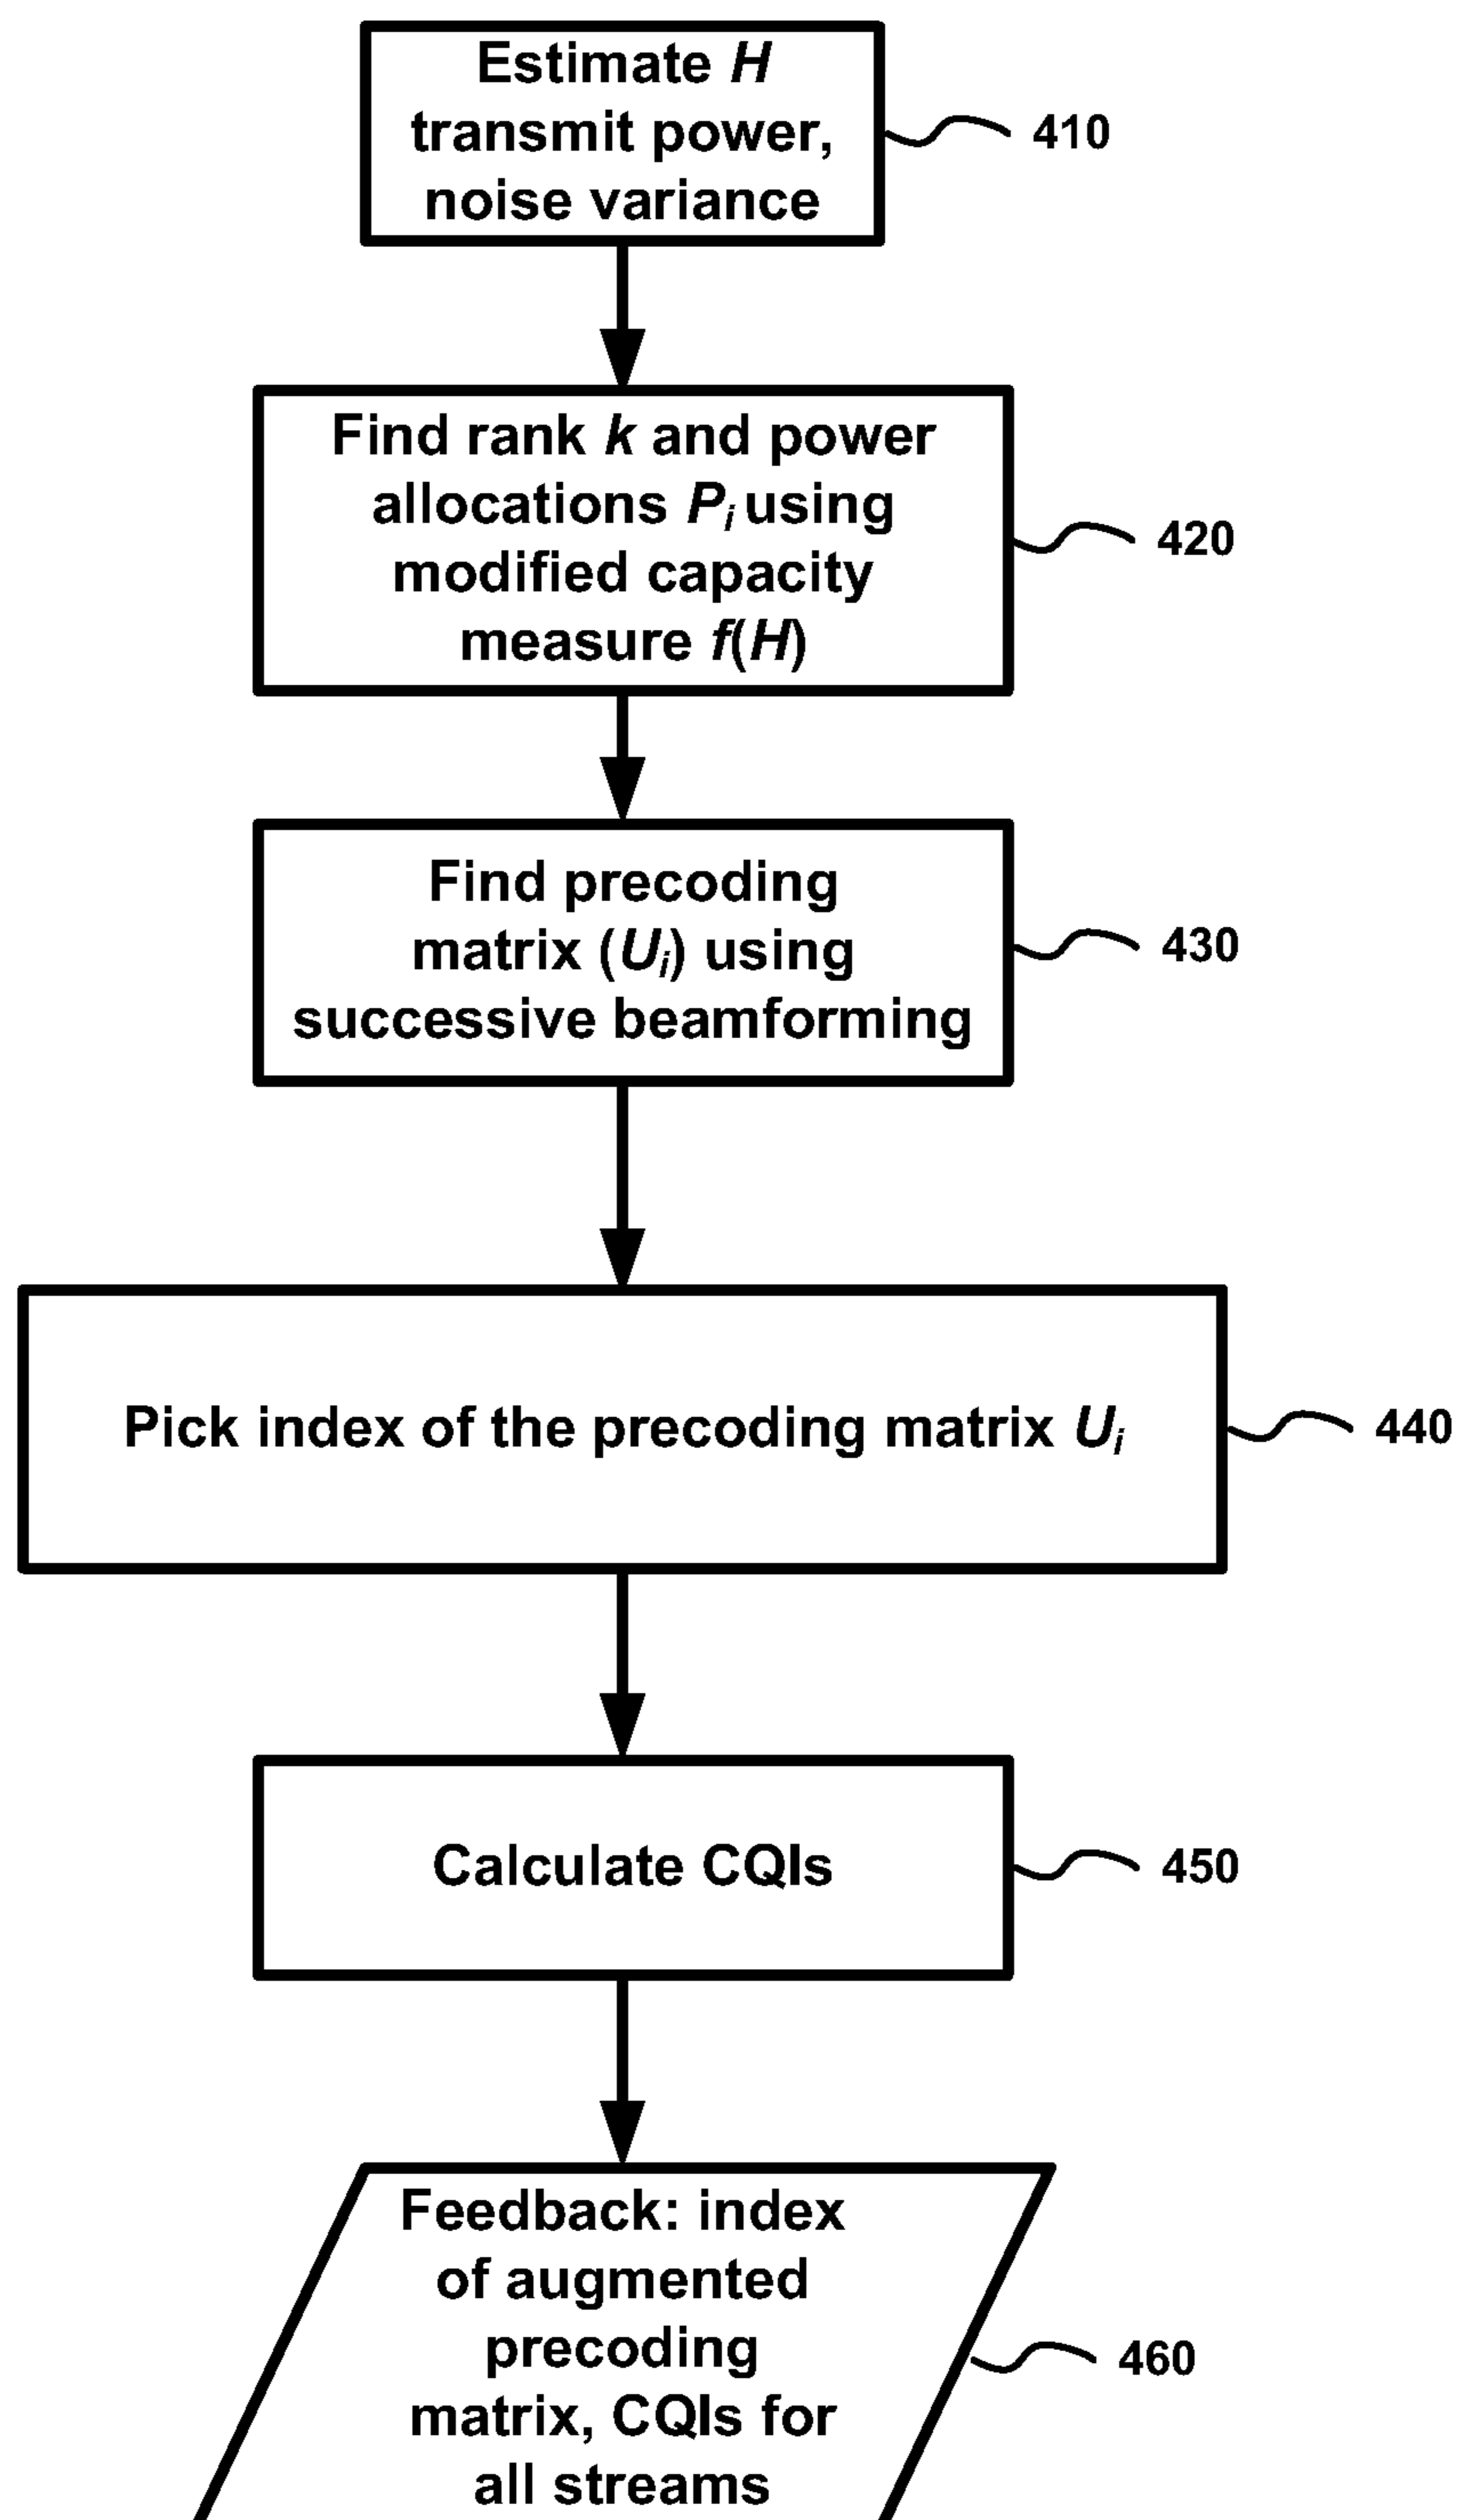 Estimate H
transmit power,
noise variance
410
Find rank k and power
allocations Pi using
modified capacity
measure f(H)
420
Find precoding
matrix (Ui) using
successive beamforming
430
Pick index of the precoding matrix Ui
440
Calculate CQIs
450
Feedback: index
of augmented
precoding
matrix, CQIs for
all streams
460